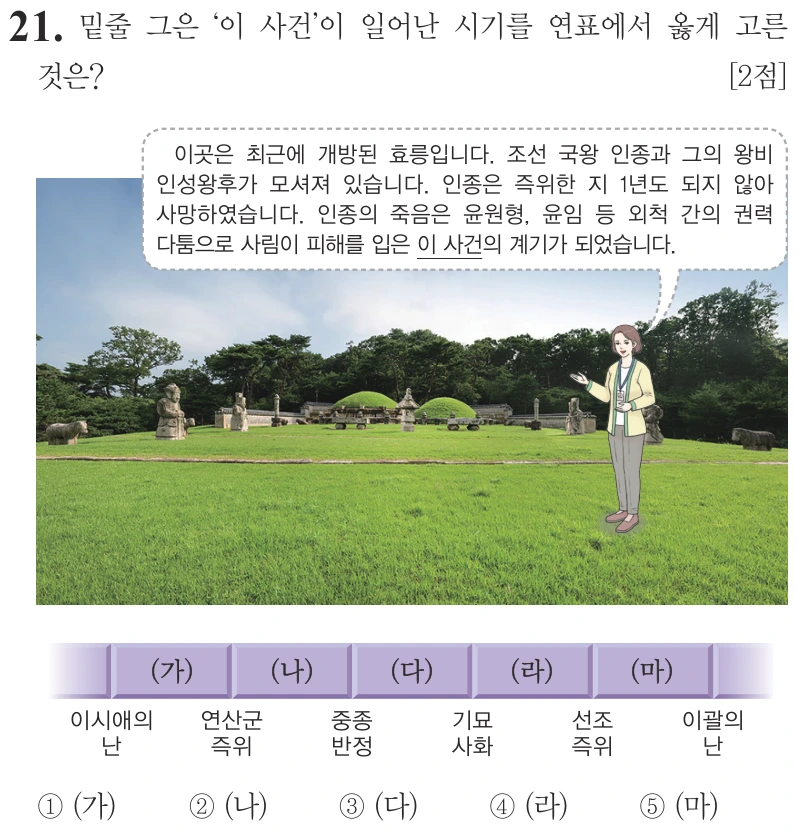 21. 밑줄 그은 ‘이 사건’이 일어난 시기를 연표에서 옳게 고른
것은? [2점]
이곳은 최근에 개방된 효릉입니다. 조선 국왕 인종과 그의 왕비
인성왕후가 모셔져 있습니다. 인종은 즉위한 지 1년도 되지 않아
사망하였습니다. 인종의 죽음은 윤원형, 윤임 등 외척 간의 권력
다툼으로 사림이 피해를 입은 이 사건의 계기가 되었습니다.
(가) (나) (다) (라) (마)
이시애의 연산군 중종 기묘 선조 이괄의
난 즉위 반정 사화 즉위 난
① (가) ② (나) ③ (다) ④ (라) ⑤ (마)